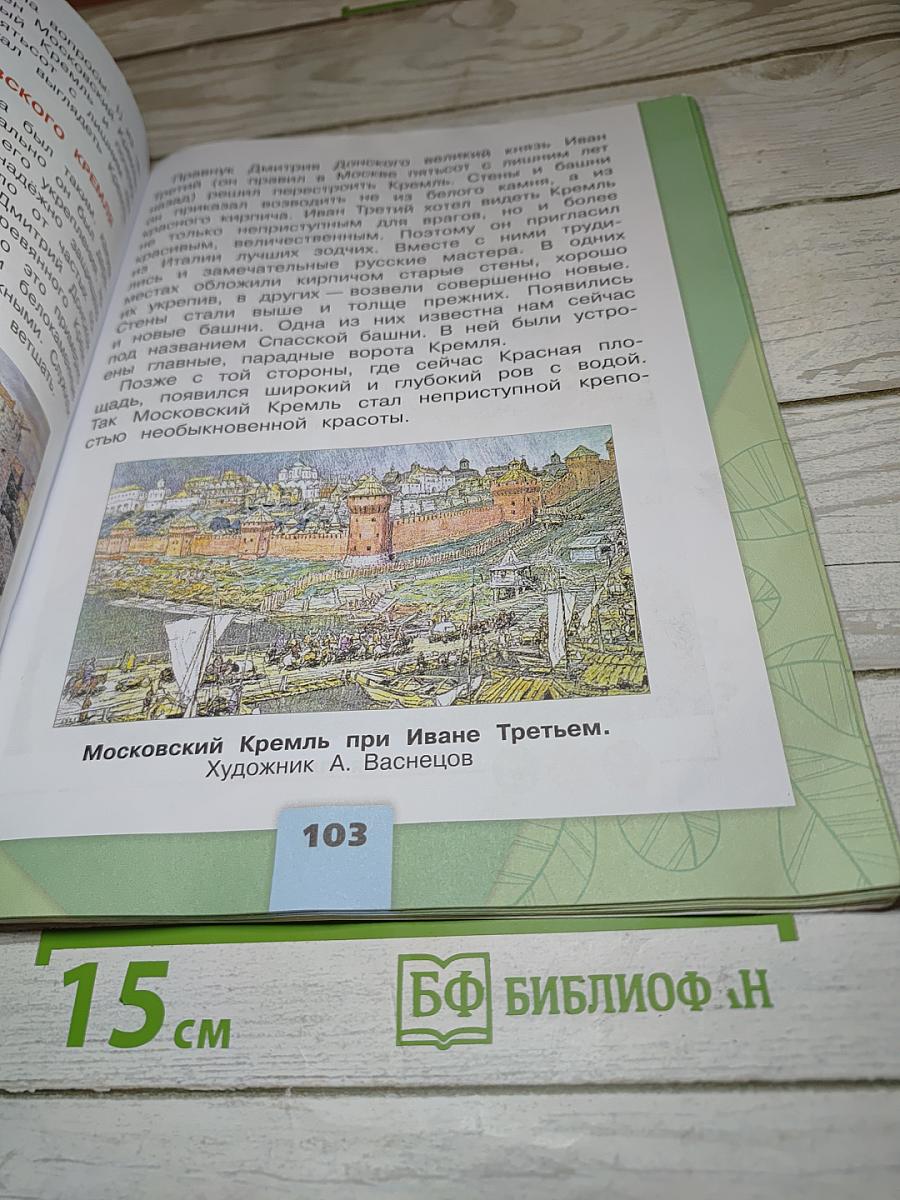 ВСКОГО КРЕМЛЯ
Правнук Дмитрия Донского великий князь Иван
Третий (он правил в Москве пятьсот с лишним лет
назад) решил перестроить Кремль. Стены и башни
он приказал возводить не из белого камня, а из
красного кирпича. Иван Третий хотел видеть Кремль
не только неприступным для врагов, но и более
красивым, величественным. Поэтому он пригласил
из Италии лучших зодчих. Вместе с ними труди-
лись и замечательные русские мастера. В одних
местах обложили кирпичом старые стены, хорошо
их укрепив, в других — возвели совершенно новые.
Стены стали выше и толще прежних. Появились
и новые башни. Одна из них известна нам сейчас
под названием Спасской башни. В ней были устро-
ены главные, парадные ворота Кремля.
Позже с той стороны, где сейчас Красная пло-
щадь, появился широкий и глубокий ров с водой.
Так Московский Кремль стал неприступной крепо-
стью необыкновенной красоты.
Московский Кремль при Иване Третьем.
Художник А. Васнецов
103
15 см
БФ БИБЛИОФ АН